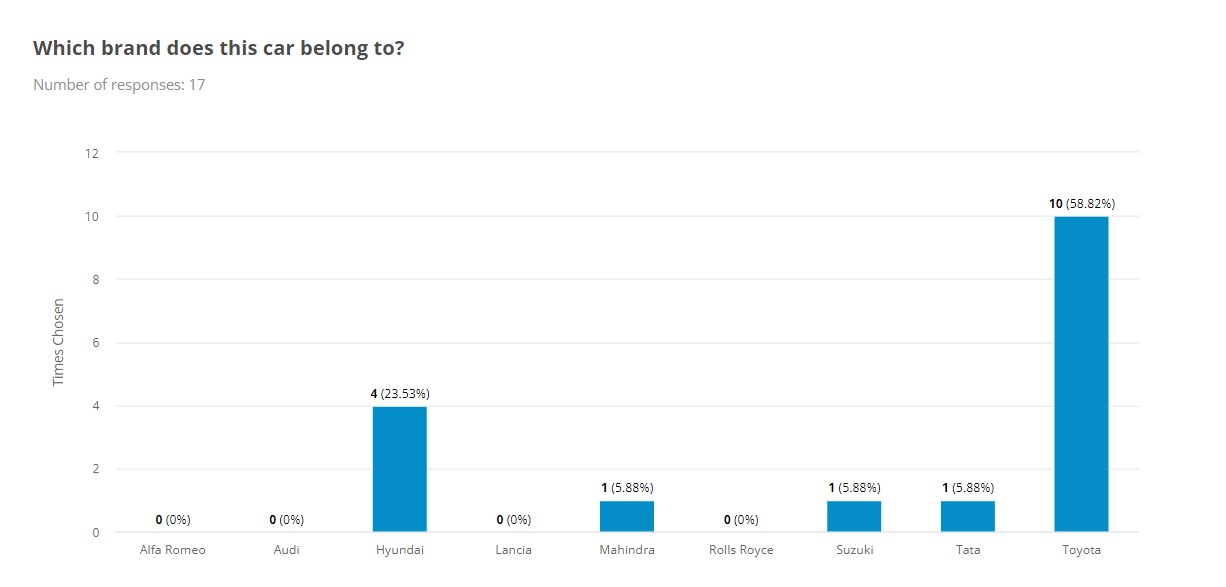 Which brand does this car belong to?
Number of responses: 17
Times Chosen
12
10
8
6
4
2
0
0 (0%)
0 (0%)
4 (23.53%)
0 (0%)
1 (5.88%)
0 (0%)
1 (5.88%)
1 (5.88%)
10 (58.82%)
Alfa Romeo
Audi
Hyundai
Lancia
Mahindra
Rolls Royce
Suzuki
Tata
Toyota